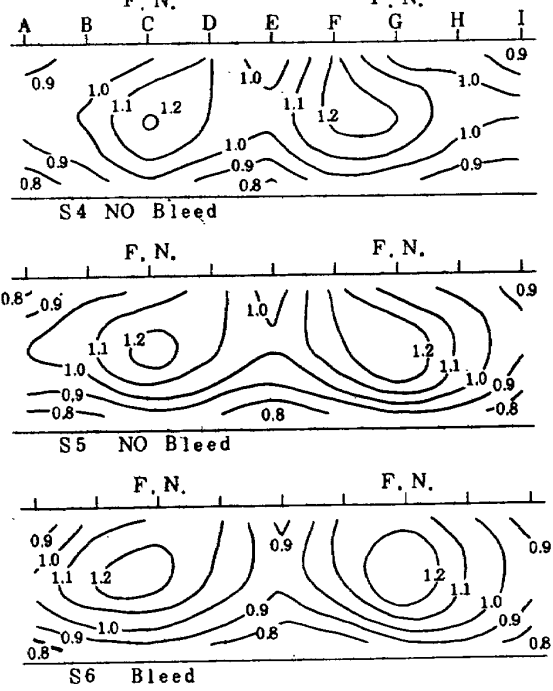 F. N. F. N.
A B C D E F G H I
0.9 1.0 1.1 1.2 1.0 1.1 1.2 1.0 0.9
0.9 0.8 1.0 0.9 0.8 1.0 0.9
S4 NO Bleed
F. N. F. N.
0.8 0.9 1.0 0.9
1.1 1.2 1.2 1.1
1.0 1.0 0.9
0.9 0.8 0.8 0.8
S5 NO Bleed
F. N. F. N.
0.9 0.9 0.9
1.0
1.1 1.2 1.2 1.1
1.0 0.9 1.0
0.9 0.8 0.9
0.8 0.8
S6 Bleed